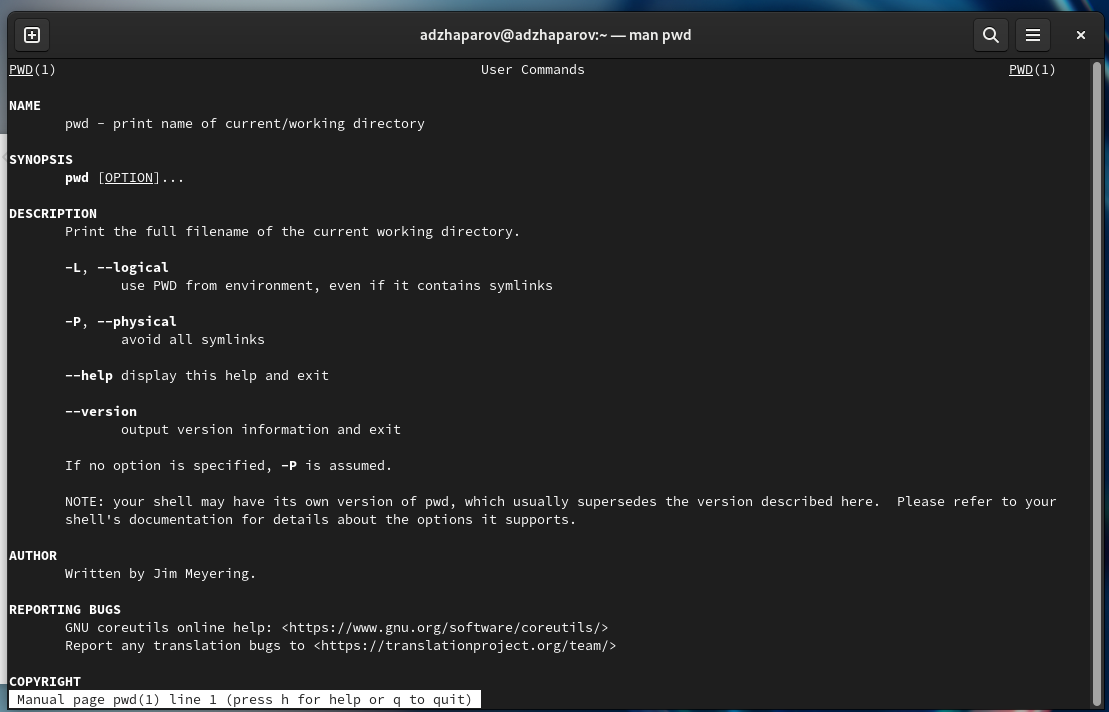 adzhaparov@adzhaparov:~ — man pwd
PWD(1) User Commands PWD(1)
NAME
pwd - print name of current/working directory
SYNOPSIS
pwd [OPTION]...
DESCRIPTION
Print the full filename of the current working directory.
-L, --logical
use PWD from environment, even if it contains symlinks
-P, --physical
avoid all symlinks
--help display this help and exit
--version
output version information and exit
If no option is specified, -P is assumed.
NOTE: your shell may have its own version of pwd, which usually supersedes the version described here.  Please refer to your
shell's documentation for details about the options it supports.
AUTHOR
Written by Jim Meyering.
REPORTING BUGS
GNU coreutils online help: <https://www.gnu.org/software/coreutils/>
Report any translation bugs to <https://translationproject.org/team/>
COPYRIGHT
Manual page pwd(1) line 1 (press h for help or q to quit)